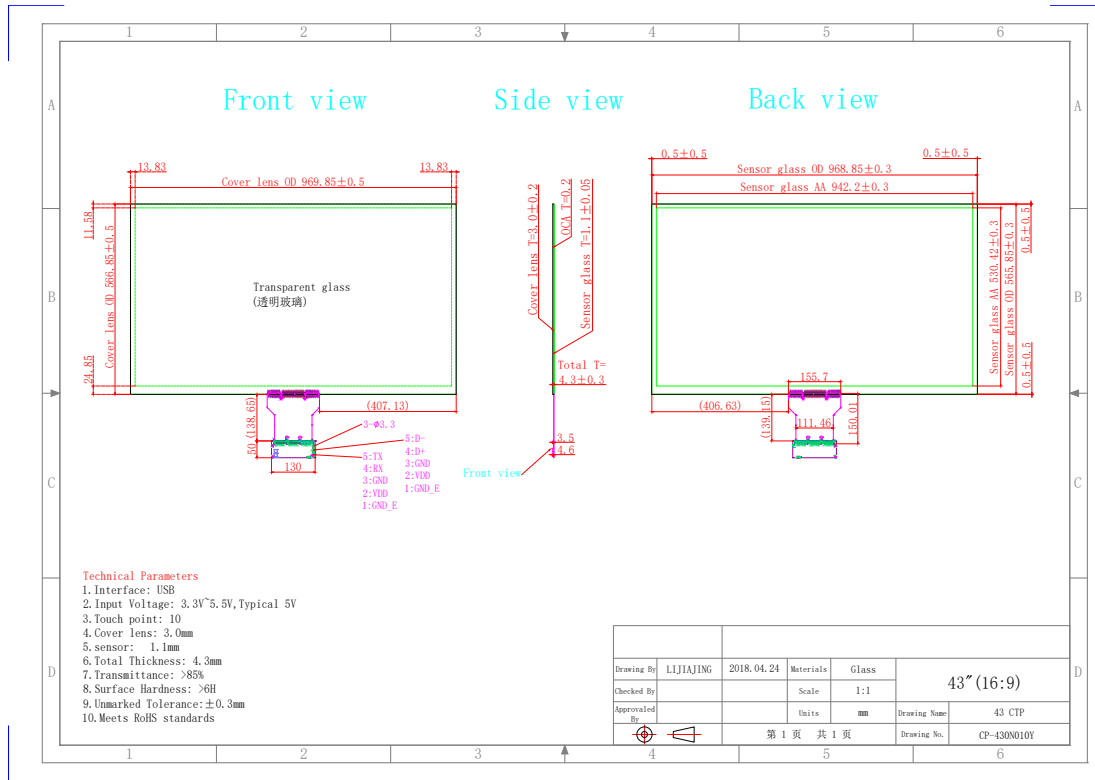 1 2 3 4 5 6
A A
B B
C C
D D
1 2 3 4 5 6
Front view
13.83
13.83
Cover lens OD 969.85±0.5
11.58
Cover lens OD 566.85±0.5
24.85
Transparent glass
(透明玻璃)
(138.65)
50
130
(407.13)
3-Φ3.3
5:TX
4:RX
3:GND
2:VDD
1:GND_E
5:D-
4:D+
3:GND
2:VDD
1:GND_E
Side view
Cover lens T=3.0±0.2
OCA T=0.2
Sensor glass T=1.1±0.05
Total T=
4.3±0.3
3.5
4.6
Front view
Back view
0.5±0.5
0.5±0.5
Sensor glass OD 968.85±0.3
Sensor glass AA 942.2±0.3
Sensor glass AA 530.42±0.3
Sensor glass OD 565.85±0.3
0.5±0.5
0.5±0.5
155.7
(406.63)
(139.15)
111.46
150.01
Technical Parameters
1.Interface: USB
2.Input Voltage: 3.3V~5.5V,Typical 5V
3.Touch point: 10
4.Cover lens: 3.0mm
5.sensor: 1.1mm
6.Total Thickness: 4.3mm
7.Transmittance: >85%
8.Surface Hardness: >6H
9.Unmarked Tolerance:±0.3mm
10.Meets RoHS standards
Drawing By LIJIAJING 2018.04.24 Materials Glass
43″(16:9)
Checked By Scale 1:1
Approvaled By Units mm Drawing Name 43 CTP
第 1 页 共 1 页 Drawing No. CP-430N010Y